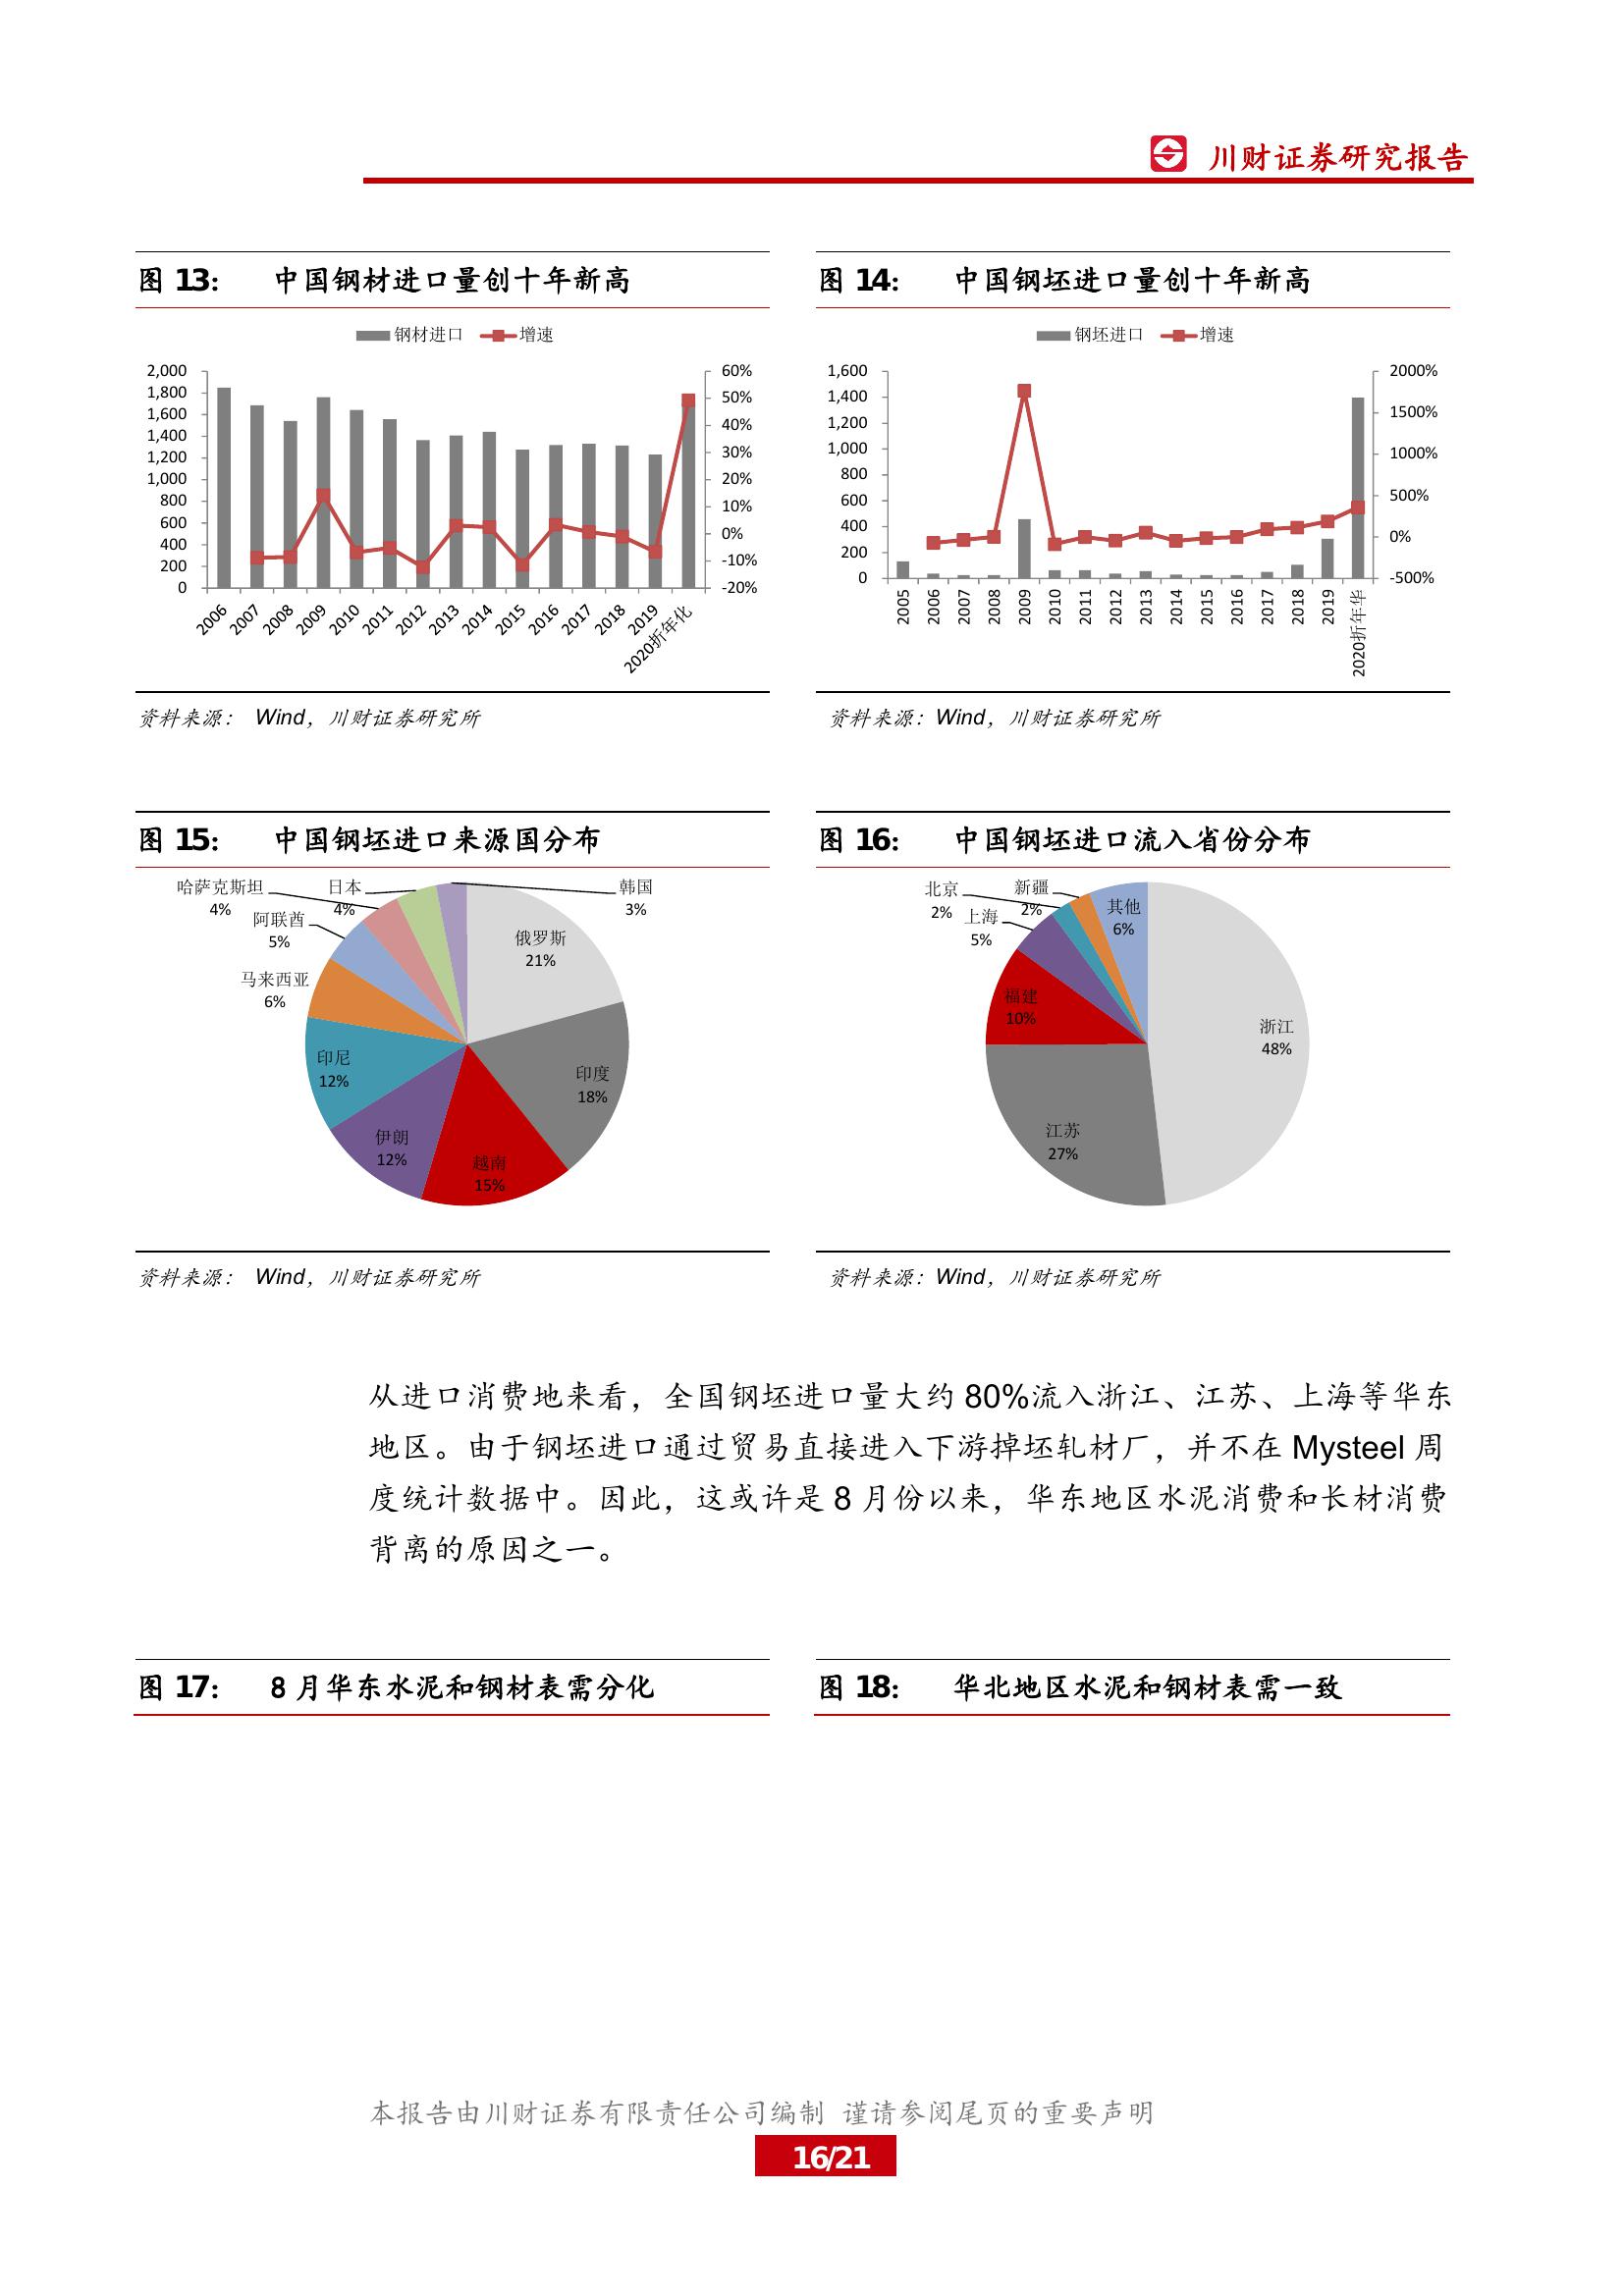 川财证券研究报告
图 13: 中国钢材进口量创十年新高
钢材进口 增速
2,000
1,800
1,600
1,400
1,200
1,000
800
600
400
200
0
60%
50%
40%
30%
20%
10%
0%
-10%
-20%
2006
2007
2008
2009
2010
2011
2012
2013
2014
2015
2016
2017
2018
2019
2020折年化
资料来源： Wind，川财证券研究所
图 14: 中国钢坯进口量创十年新高
钢坯进口 增速
1,600
1,400
1,200
1,000
800
600
400
200
0
2000%
1500%
1000%
500%
0%
-500%
2005
2006
2007
2008
2009
2010
2011
2012
2013
2014
2015
2016
2017
2018
2019
2020折年华
资料来源：Wind，川财证券研究所
图 15: 中国钢坯进口来源国分布
哈萨克斯坦
4%
日本
4%
韩国
3%
阿联酋
5%
俄罗斯
21%
马来西亚
6%
印尼
12%
印度
18%
伊朗
12%
越南
15%
资料来源： Wind，川财证券研究所
图 16: 中国钢坯进口流入省份分布
北京
2%
新疆
2%
其他
6%
上海
5%
福建
10%
浙江
48%
江苏
27%
资料来源：Wind，川财证券研究所
从进口消费地来看，全国钢坯进口量大约 80%流入浙江、江苏、上海等华东
地区。由于钢坯进口通过贸易直接进入下游掉坯轧材厂，并不在 Mysteel 周
度统计数据中。因此，这或许是 8 月份以来，华东地区水泥消费和长材消费
背离的原因之一。
图 17: 8 月华东水泥和钢材表需分化
图 18: 华北地区水泥和钢材表需一致
本报告由川财证券有限责任公司编制 谨请参阅尾页的重要声明
16/21